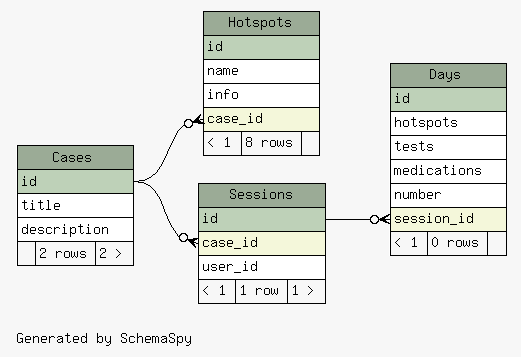 Hotspots
id
name
info
case_id
< 1 8 rows
Days
id
hotspots
tests
medications
number
session_id
< 1 0 rows
Cases
id
title
description
2 rows 2 >
Sessions
id
case_id
user_id
< 1 1 row 1 >
Generated by SchemaSpy